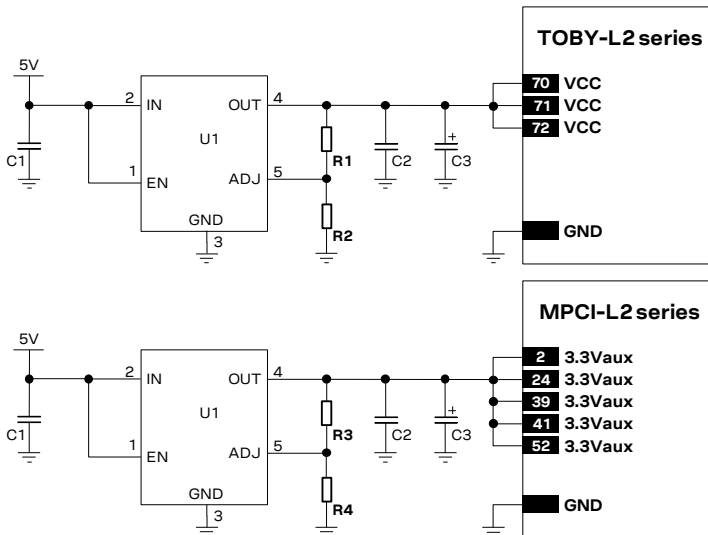 TOBY-L2 series
5V
70 VCC
71 VCC
72 VCC
2 IN OUT 4
U1
C1
R1
C2
+
C3
1 EN ADJ 5
GND
3
R2
GND
MPCI-L2 series
5V
2 3.3Vaux
24 3.3Vaux
39 3.3Vaux
41 3.3Vaux
52 3.3Vaux
2 IN OUT 4
U1
C1
R3
C2
+
C3
1 EN ADJ 5
GND
3
R4
GND